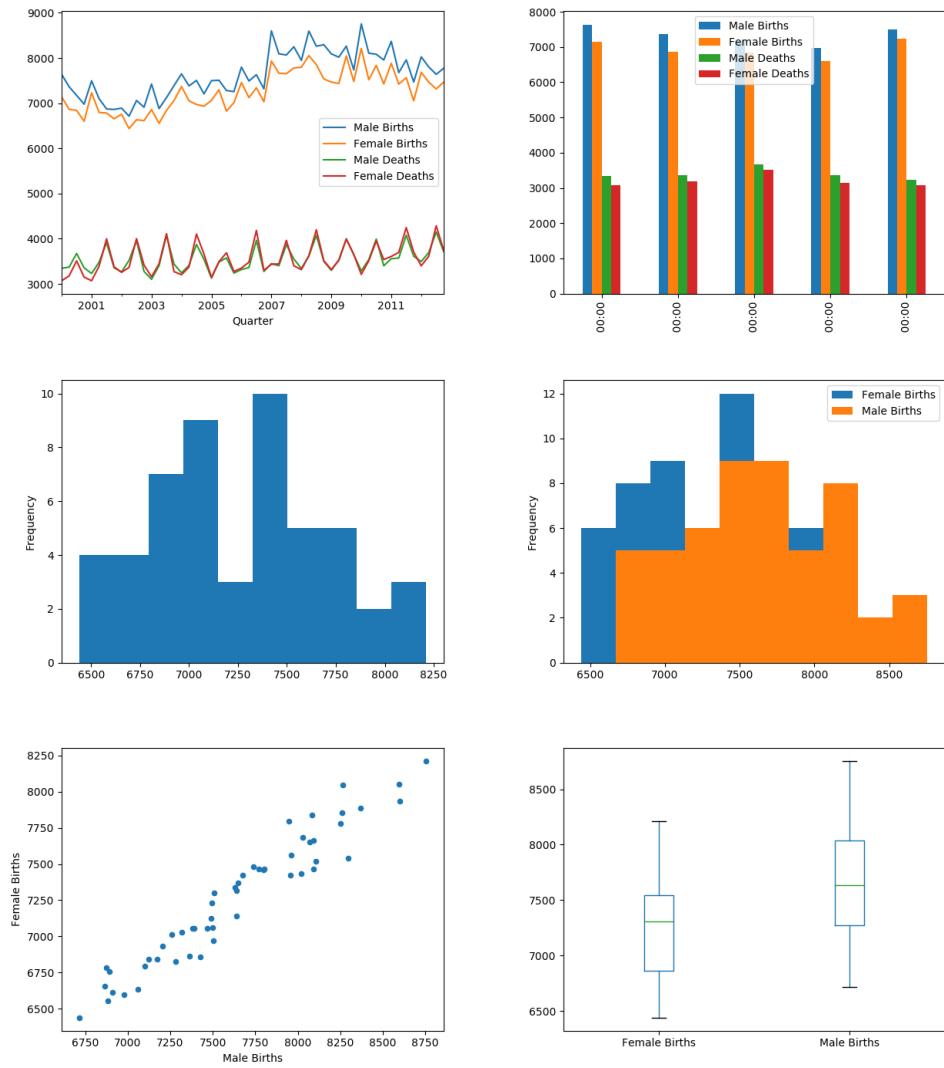 9000
8000
7000
6000
5000
4000
3000
2001 2003 2005 2007 2009 2011
Quarter
Male Births
Female Births
Male Deaths
Female Deaths
8000
7000
6000
5000
4000
3000
2000
1000
0
00:00 00:00 00:00 00:00 00:00
Male Births
Female Births
Male Deaths
Female Deaths
Frequency
10
8
6
4
2
0
6500 6750 7000 7250 7500 7750 8000 8250
Frequency
12
10
8
6
4
2
0
6500 7000 7500 8000 8500
Female Births
Male Births
Female Births
8250
8000
7750
7500
7250
7000
6750
6500
6750 7000 7250 7500 7750 8000 8250 8500 8750
Male Births
8500
8000
7500
7000
6500
Female Births Male Births